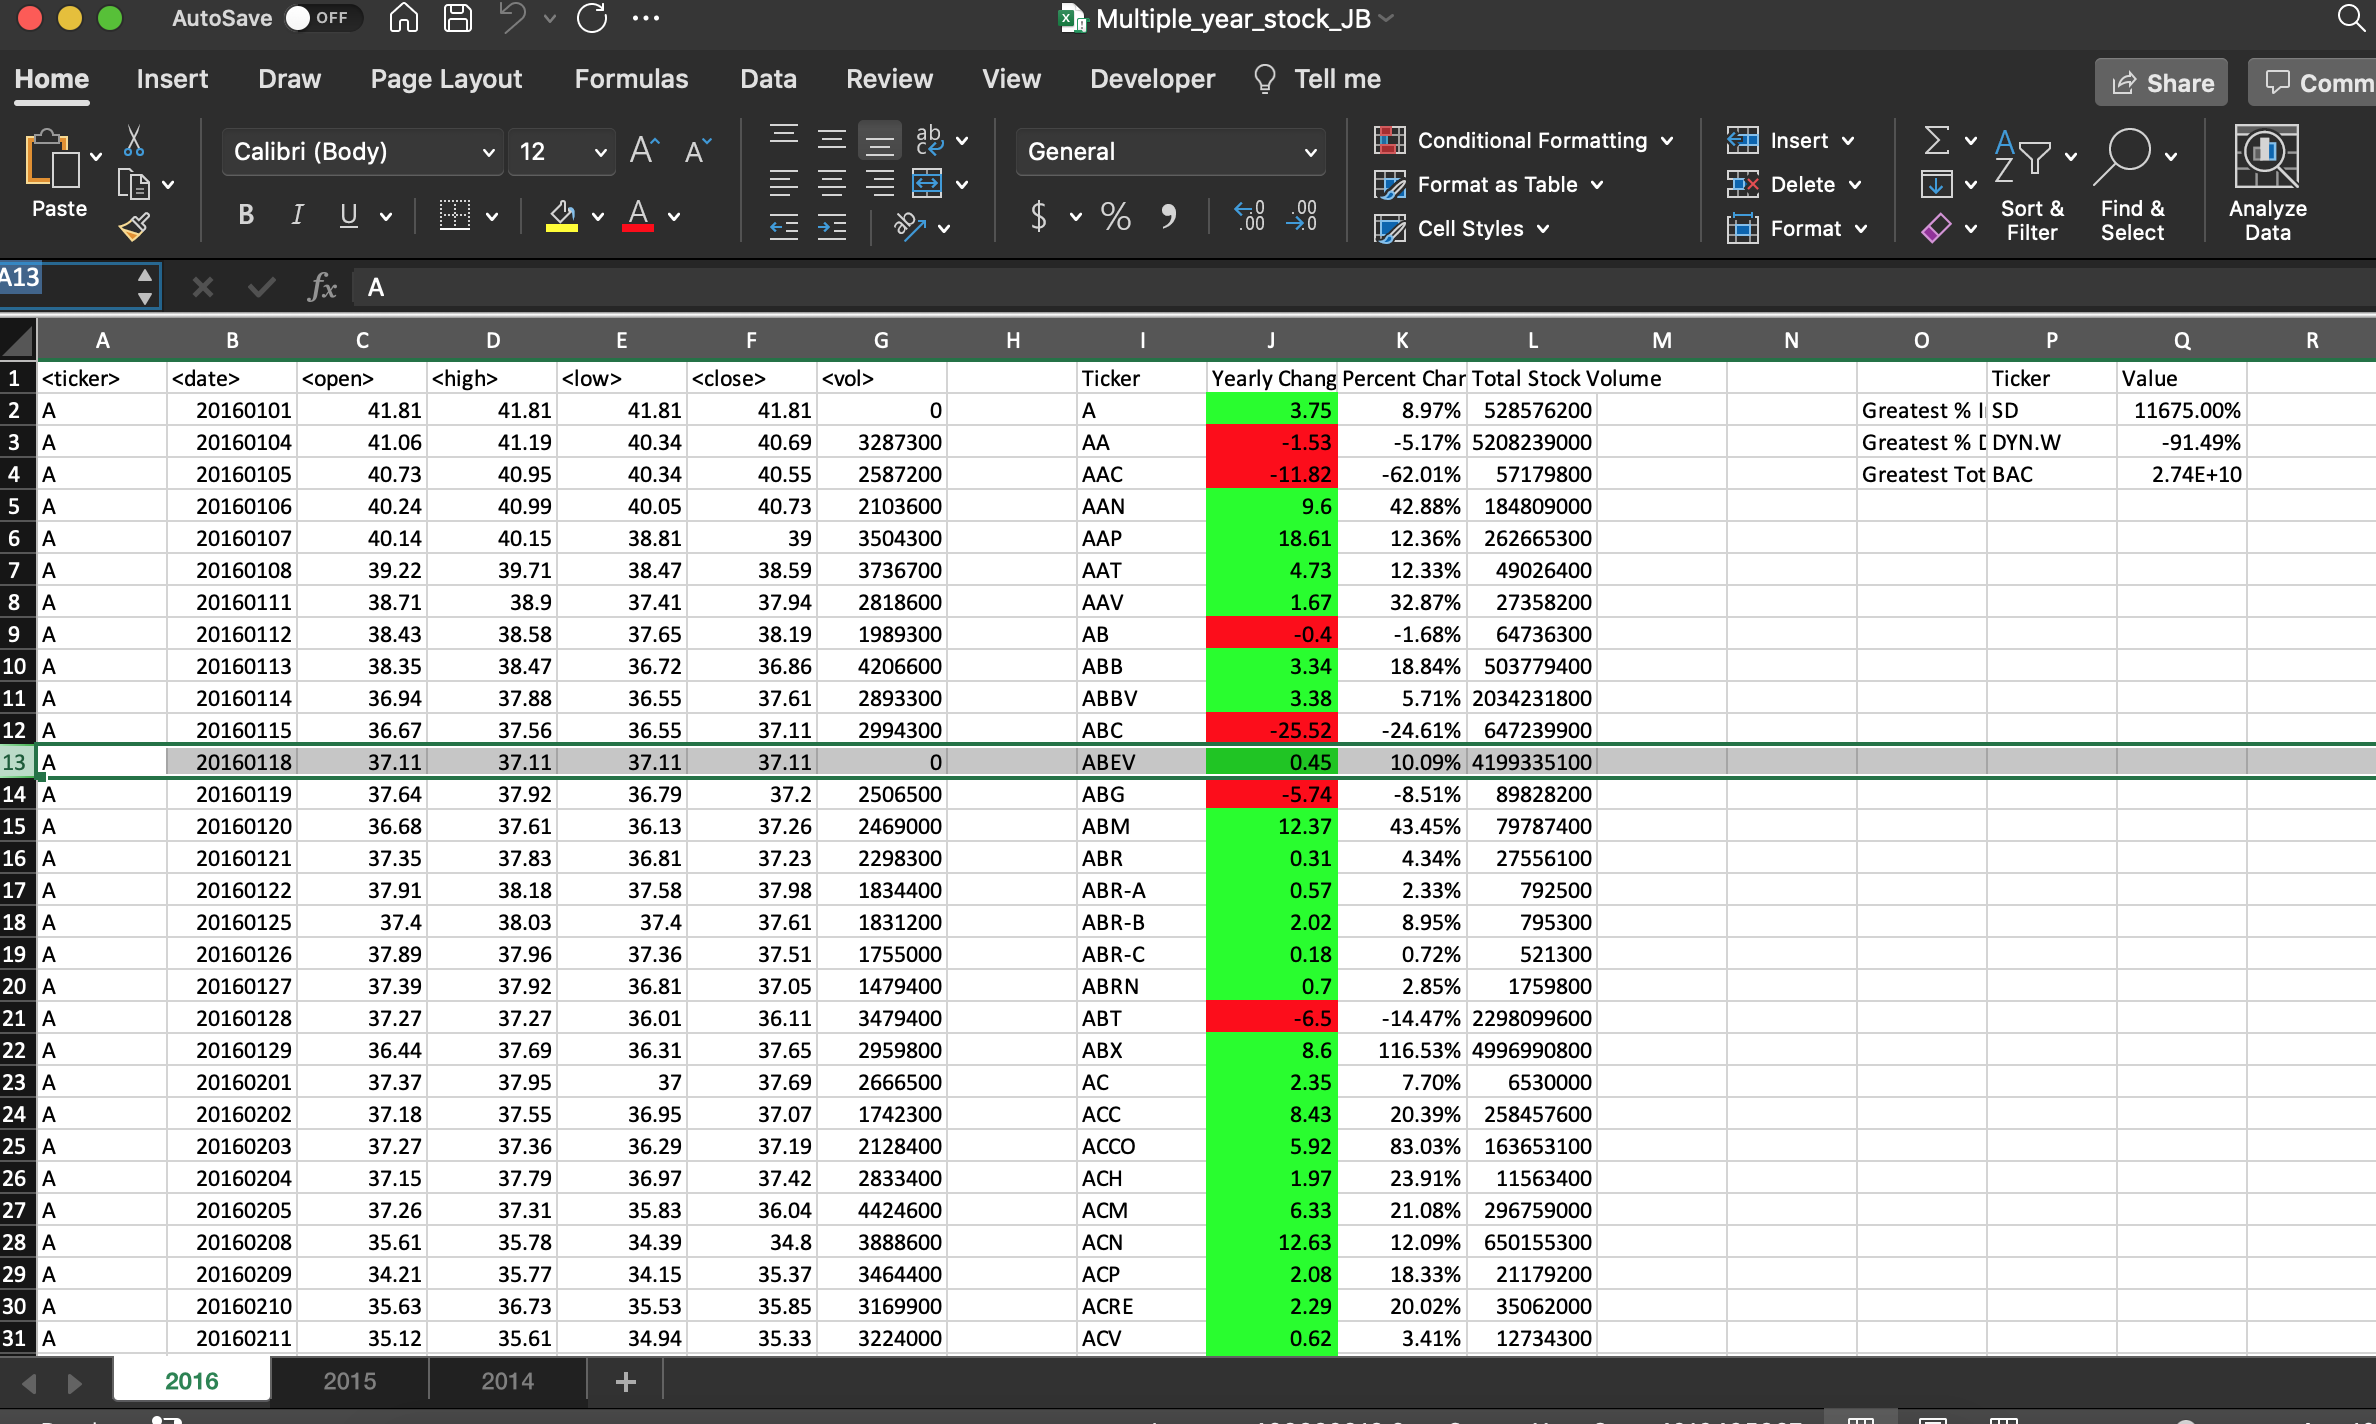 AutoSave OFF Multiple_year_stock_JB
Home Insert Draw Page Layout Formulas Data Review View Developer Tell me Share Comm
Paste Calibri (Body) 12 General Conditional Formatting Format as Table Cell Styles Insert Delete Format Sort & Filter Find & Select Analyze Data
A13 fx A
A B C D E F G H I J K L M N O P Q R
1 <ticker> <date> <open> <high> <low> <close> <vol> Ticker Yearly Chang Percent Char Total Stock Volume Ticker Value
2 A 20160101 41.81 41.81 41.81 41.81 0 A 3.75 8.97% 528576200 Greatest % I SD 11675.00%
3 A 20160104 41.06 41.19 40.34 40.69 3287300 AA -1.53 -5.17% 5208239000 Greatest % D DYN.W -91.49%
4 A 20160105 40.73 40.95 40.34 40.55 2587200 AAC -11.82 -62.01% 57179800 Greatest Tot BAC 2.74E+10
5 A 20160106 40.24 40.99 40.05 40.73 2103600 AAN 9.6 42.88% 184809000
6 A 20160107 40.14 40.15 38.81 39 3504300 AAP 18.61 12.36% 262665300
7 A 20160108 39.22 39.71 38.47 38.59 3736700 AAT 4.73 12.33% 49026400
8 A 20160111 38.71 38.9 37.41 37.94 2818600 AAV 1.67 32.87% 27358200
9 A 20160112 38.43 38.58 37.65 38.19 1989300 AB -0.4 -1.68% 64736300
10 A 20160113 38.35 38.47 36.72 36.86 4206600 ABB 3.34 18.84% 503779400
11 A 20160114 36.94 37.88 36.55 37.61 2893300 ABBV 3.38 5.71% 2034231800
12 A 20160115 36.67 37.56 36.55 37.11 2994300 ABC -25.52 -24.61% 647239900
13 A 20160118 37.11 37.11 37.11 37.11 0 ABEV 0.45 10.09% 4199335100
14 A 20160119 37.64 37.92 36.79 37.2 2506500 ABG -5.74 -8.51% 89828200
15 A 20160120 36.68 37.61 36.13 37.26 2469000 ABM 12.37 43.45% 79787400
16 A 20160121 37.35 37.83 36.81 37.23 2298300 ABR 0.31 4.34% 27556100
17 A 20160122 37.91 38.18 37.58 37.98 1834400 ABR-A 0.57 2.33% 792500
18 A 20160125 37.4 38.03 37.4 37.61 1831200 ABR-B 2.02 8.95% 795300
19 A 20160126 37.89 37.96 37.36 37.51 1755000 ABR-C 0.18 0.72% 521300
20 A 20160127 37.39 37.92 36.81 37.05 1479400 ABRN 0.7 2.85% 1759800
21 A 20160128 37.27 37.27 36.01 36.11 3479400 ABT -6.5 -14.47% 2298099600
22 A 20160129 36.44 37.69 36.31 37.65 2959800 ABX 8.6 116.53% 4996990800
23 A 20160201 37.37 37.95 37 37.69 2666500 AC 2.35 7.70% 6530000
24 A 20160202 37.18 37.55 36.95 37.07 1742300 ACC 8.43 20.39% 258457600
25 A 20160203 37.27 37.36 36.29 37.19 2128400 ACCO 5.92 83.03% 163653100
26 A 20160204 37.15 37.79 36.97 37.42 2833400 ACH 1.97 23.91% 11563400
27 A 20160205 37.26 37.31 35.83 36.04 4424600 ACM 6.33 21.08% 296759000
28 A 20160208 35.61 35.78 34.39 34.8 3888600 ACN 12.63 12.09% 650155300
29 A 20160209 34.21 35.77 34.15 35.37 3464400 ACP 2.08 18.33% 21179200
30 A 20160210 35.63 36.73 35.53 35.85 3169900 ACRE 2.29 20.02% 35062000
31 A 20160211 35.12 35.61 34.94 35.33 3224000 ACV 0.62 3.41% 12734300
2016 2015 2014 +